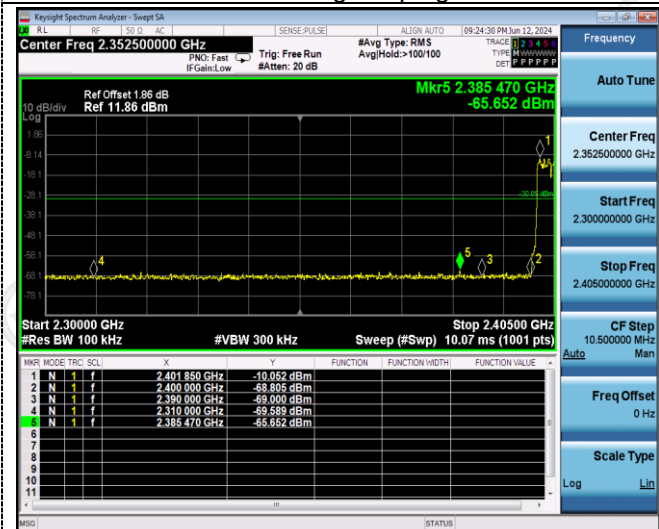 Keysight Spectrum Analyzer - Swept SA
RL RF 50 Ω AC SENSE:PULSE ALIGN AUTO 09:24:30 PM Jun 12, 2024
Center Freq 2.352500000 GHz
PNO: Fast
IFGain:Low
Trig: Free Run
#Atten: 20 dB
#Avg Type: RMS
Avg|Hold:>100/100
TRACE 1 2 3 4 5 6
TYPE M WWWWW
DET P P P P P P
Frequency
Mkr5 2.385 470 GHz
-65.652 dBm
Ref Offset 1.86 dB
10 dB/div Ref 11.86 dBm
Log
1.86
-8.14
-18.1
-28.1
-38.1
-48.1
-58.1
-68.1
-78.1
-30.05 dBm
1
4
5
3
2
Start 2.30000 GHz Stop 2.40500 GHz
#Res BW 100 kHz #VBW 300 kHz Sweep (#Swp) 10.07 ms (1001 pts)
MKR MODE TRC SCL X Y FUNCTION FUNCTION WIDTH FUNCTION VALUE
1 N 1 f 2.401 850 GHz -10.052 dBm
2 N 1 f 2.400 000 GHz -68.805 dBm
3 N 1 f 2.390 000 GHz -69.000 dBm
4 N 1 f 2.310 000 GHz -69.589 dBm
5 N 1 f 2.385 470 GHz -65.652 dBm
6
7
8
9
10
11
MSG STATUS
Auto Tune
Center Freq
2.352500000 GHz
Start Freq
2.300000000 GHz
Stop Freq
2.405000000 GHz
CF Step
10.500000 MHz
Auto Man
Freq Offset
0 Hz
Scale Type
Log Lin